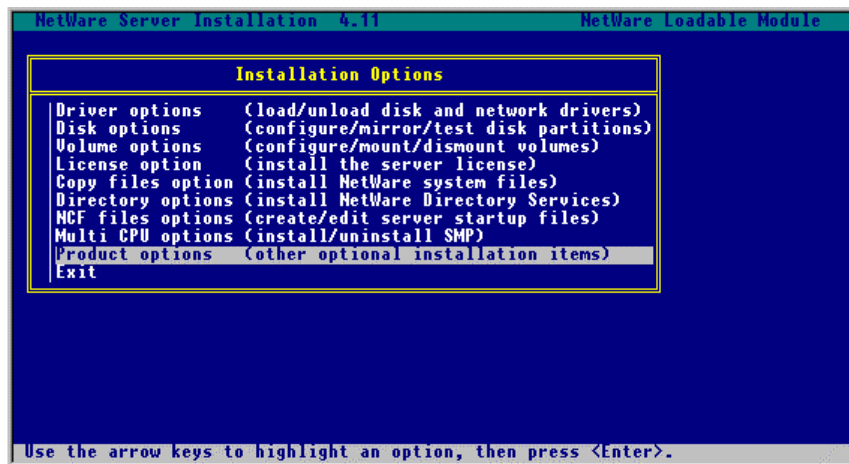 NetWare Server Installation 4.11 NetWare Loadable Module
Installation Options
Driver options (load/unload disk and network drivers)
Disk options (configure/mirror/test disk partitions)
Volume options (configure/mount/dismount volumes)
License option (install the server license)
Copy files option (install NetWare system files)
Directory options (install NetWare Directory Services)
NCF files options (create/edit server startup files)
Multi CPU options (install/uninstall SMP)
Product options (other optional installation items)
Exit
Use the arrow keys to highlight an option, then press <Enter>.